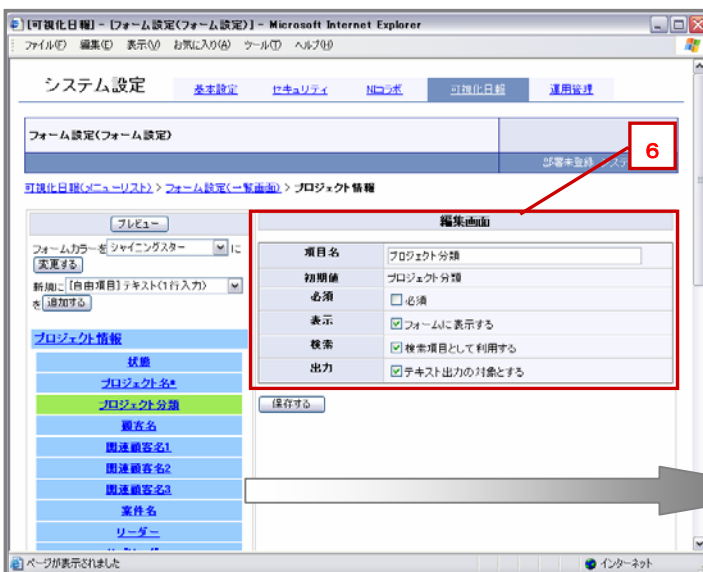 [可視化日報] - [フォーム設定(フォーム設定)] - Microsoft Internet Explorer
ファイル(F) 編集(E) 表示(V) お気に入り(A) ツール(T) ヘルプ(H)
システム設定 基本設定 セキュリティ NIコラボ 可視化日報 運用管理
フォーム設定(フォーム設定)
6
部署未登録 システ
可視化日報(メニューリスト) > フォーム設定(一覧画面) > プロジェクト情報
プレビュー
フォームカラーを シャイニングスター に
変更する
新規に [自由項目]テキスト(1行入力)
を 追加する
プロジェクト情報
状態
プロジェクト名*
プロジェクト分類
顧客名
関連顧客名1
関連顧客名2
関連顧客名3
案件名
リーダー
編集画面
項目名 プロジェクト分類
初期値 プロジェクト分類
必須 必須
表示 フォームに表示する
検索 検索項目として利用する
出力 テキスト出力の対象とする
保存する
ページが表示されました インターネット